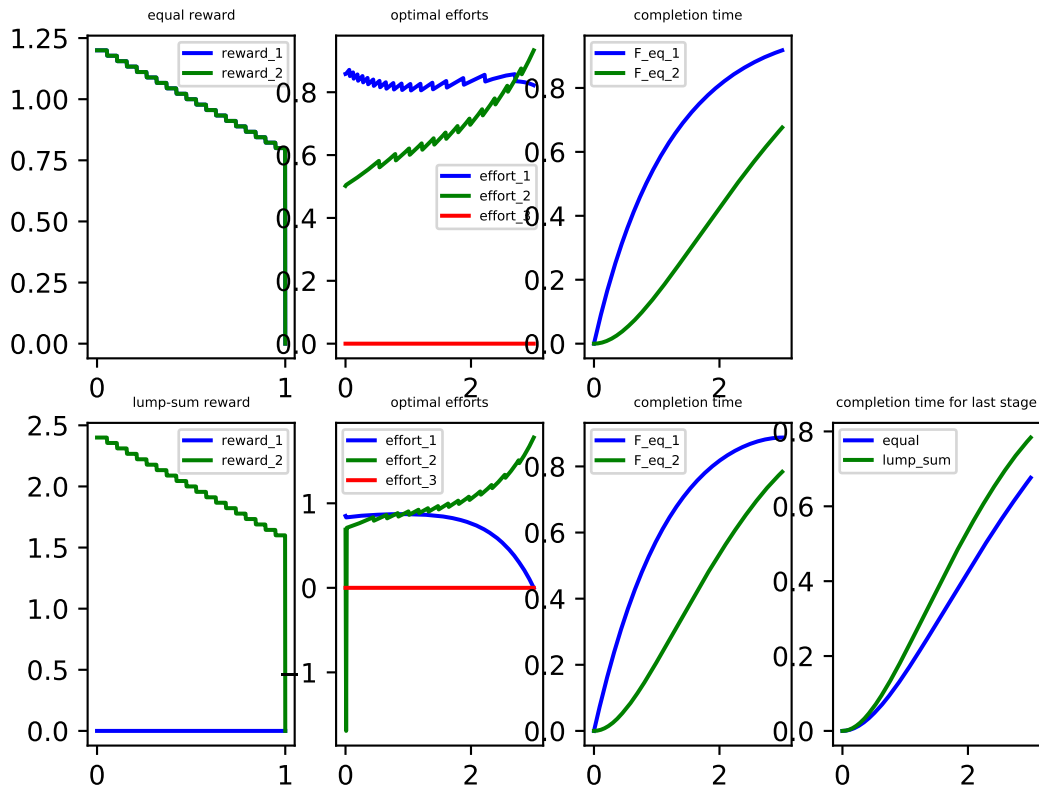 equal reward
optimal efforts
completion time
1.25
1.00
0.75
0.50
0.25
0.00
0
1
reward_1
reward_2
0.8
0.6
0.4
0.2
0.0
0
2
effort_1
effort_2
effort_3
0.8
0.6
0.4
0.2
0.0
0
2
F_eq_1
F_eq_2
lump-sum reward
optimal efforts
completion time
completion time for last stage
2.5
2.0
1.5
1.0
0.5
0.0
0
1
reward_1
reward_2
1
0
−1
0
2
effort_1
effort_2
effort_3
0.8
0.6
0.4
0.2
0.0
0
2
F_eq_1
F_eq_2
0.8
0.6
0.4
0.2
0.0
0
2
equal
lump_sum